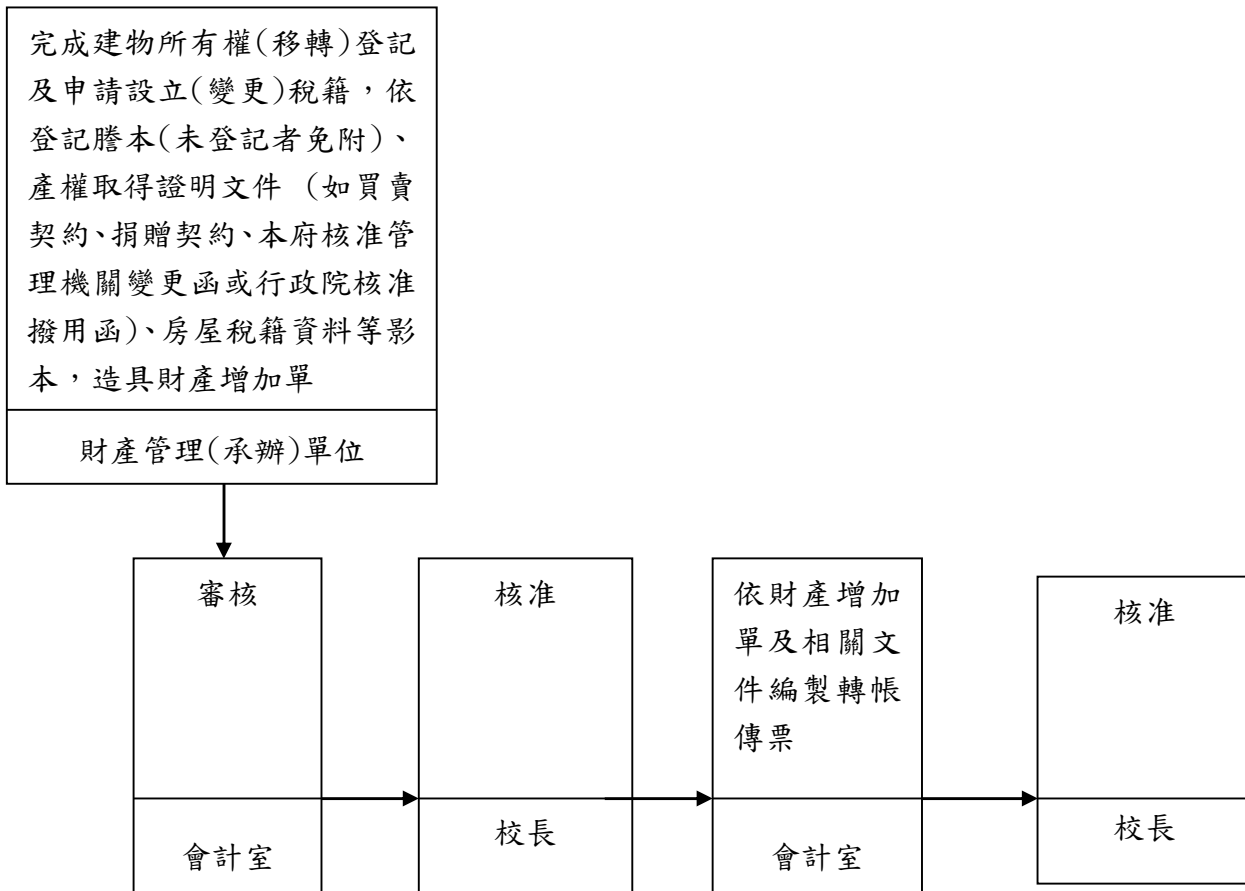 完成建物所有權(移轉)登記
及申請設立(變更)稅籍，依
登記謄本(未登記者免附)、
產權取得證明文件 (如買賣
契約、捐贈契約、本府核准管
理機關變更函或行政院核准
撥用函)、房屋稅籍資料等影
本，造具財產增加單
財產管理(承辦)單位
審核
會計室
核准
校長
依財產增加
單及相關文
件編製轉帳
傳票
會計室
核准
校長